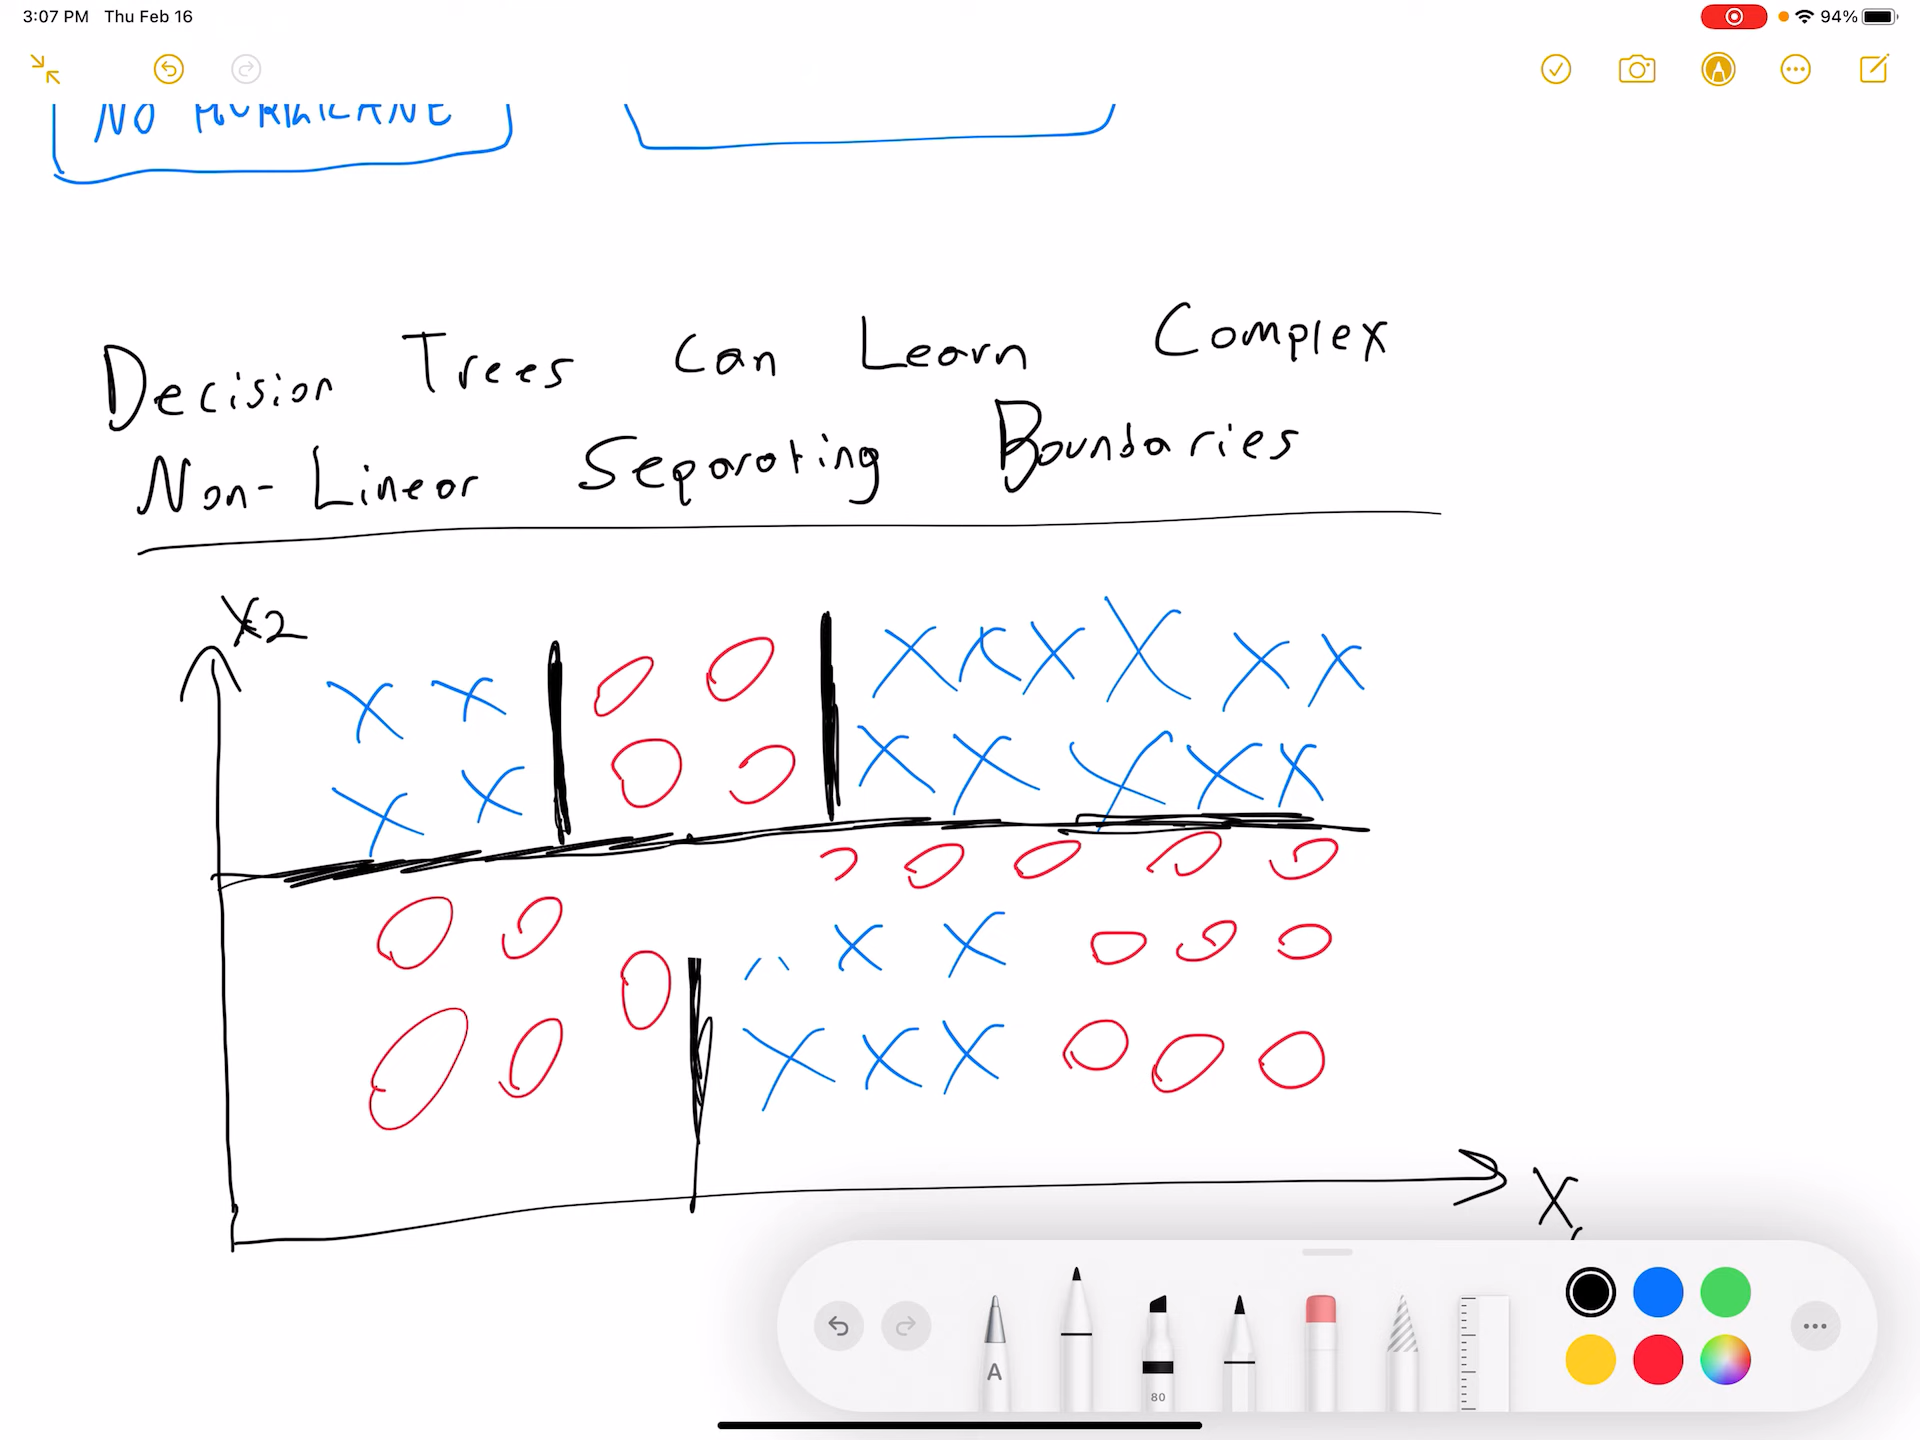 3:07 PM Thu Feb 16
94%
NO HURRICANE
Decision Trees can Learn Complex
Non-Linear Separating Boundaries
X2
X X O O X X X X X X
X X O O X X X X X
O O O O O
O O O X X O O O
O O X X X O O O
X1
A
80